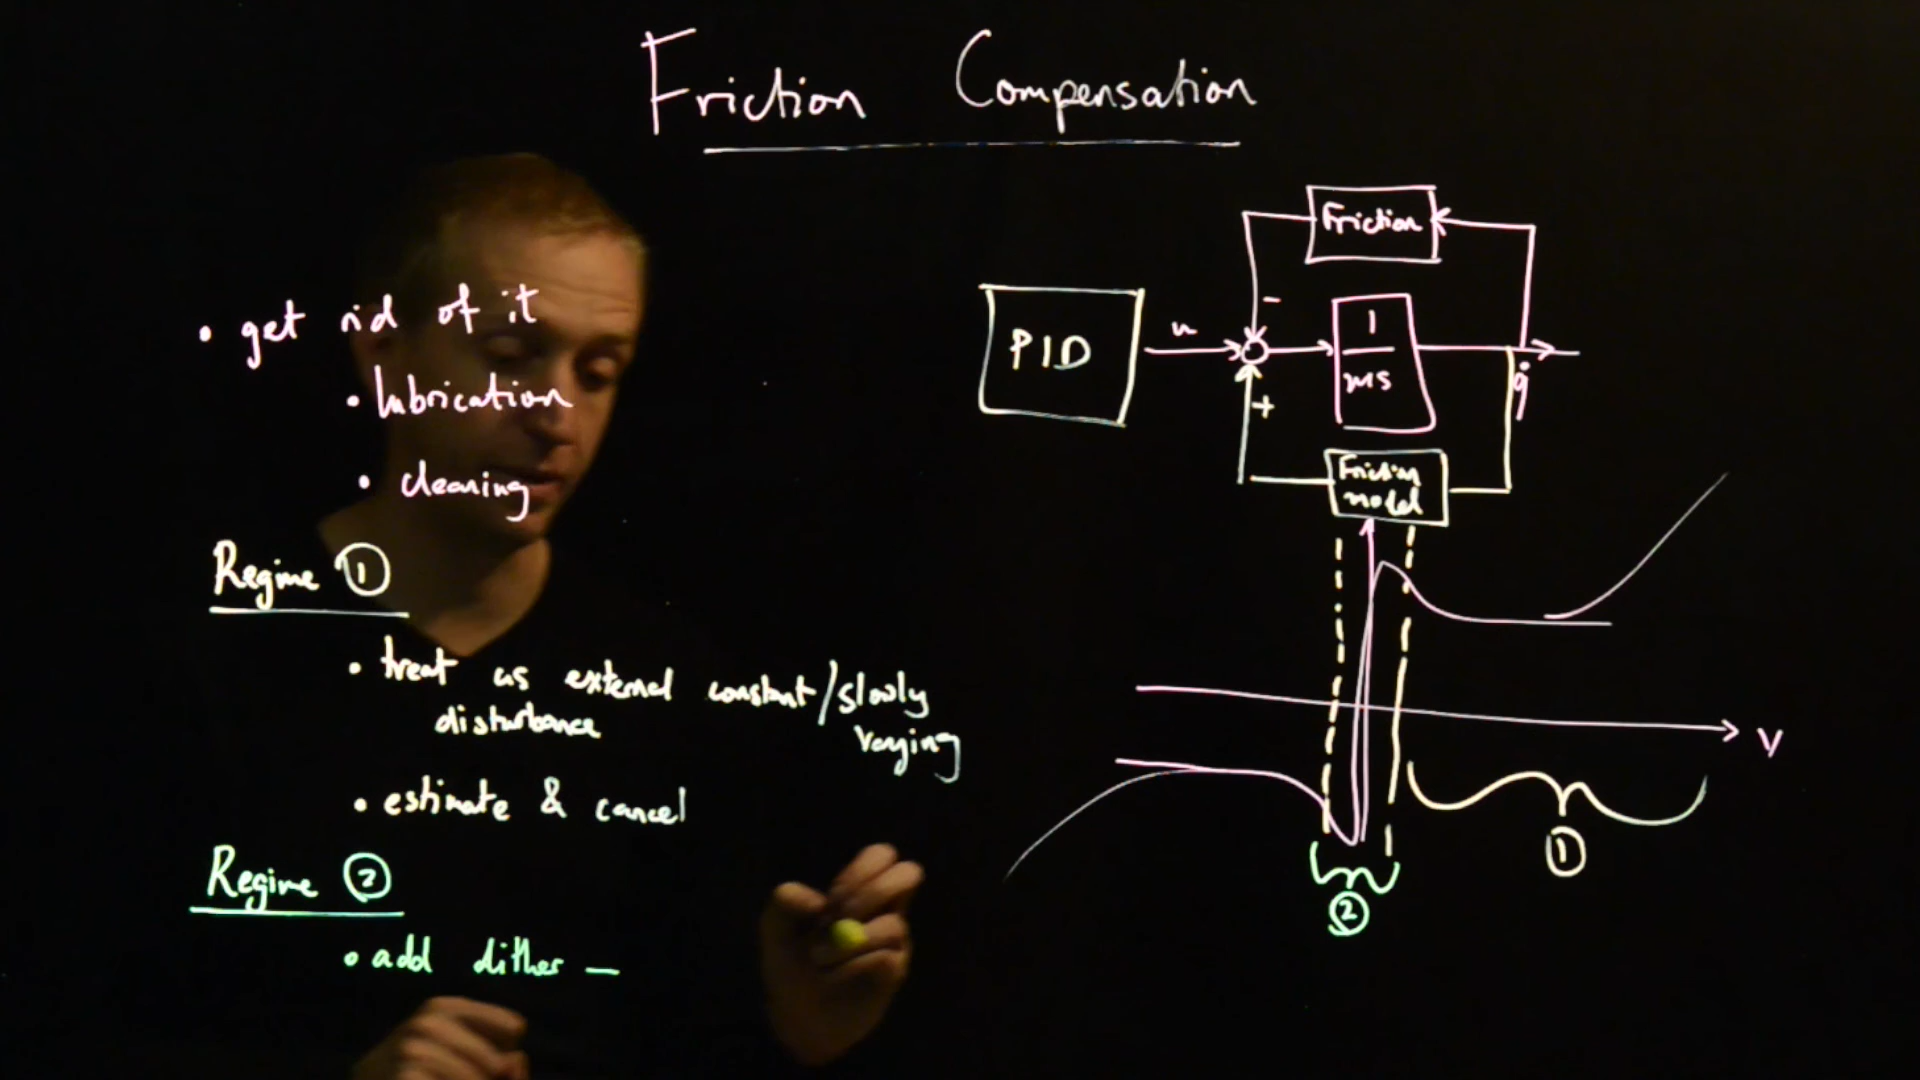 Friction Compensation
• get rid of it
• lubrication
• cleaning
Regime ①
• treat as external constant/slowly
disturbance varying
• estimate & cancel
Regime ②
• add dither —
Friction
PID
u
-
+
1
ms
q̇
Friction
model
v
①
②